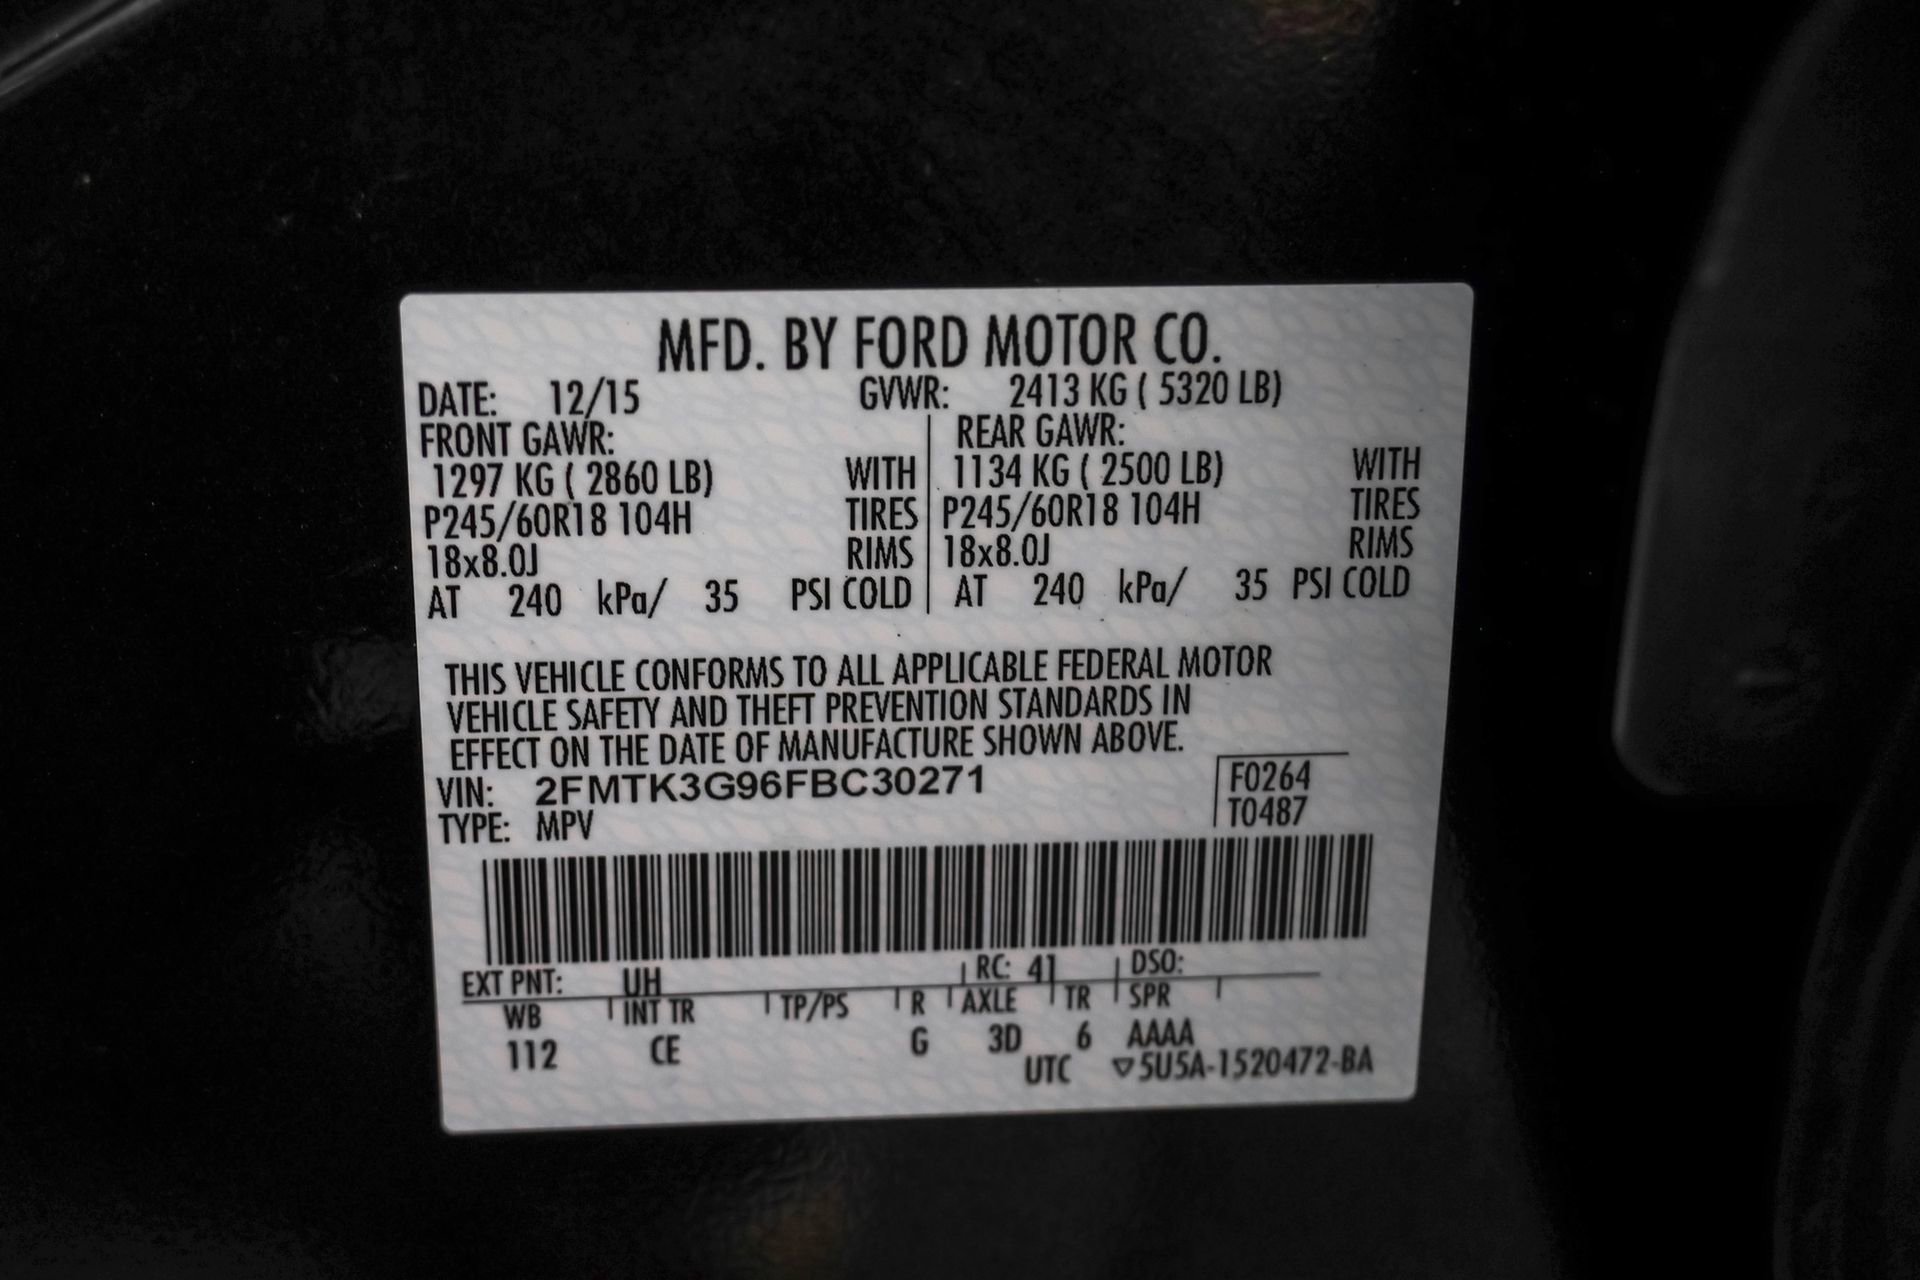 MFD. BY FORD MOTOR CO.
DATE: 12/15 GVWR: 2413 KG ( 5320 LB)
FRONT GAWR: REAR GAWR:
1297 KG ( 2860 LB) WITH 1134 KG ( 2500 LB) WITH
P245/60R18 104H TIRES P245/60R18 104H TIRES
18x8.0J RIMS 18x8.0J RIMS
AT 240 kPa/ 35 PSI COLD AT 240 kPa/ 35 PSI COLD
THIS VEHICLE CONFORMS TO ALL APPLICABLE FEDERAL MOTOR
VEHICLE SAFETY AND THEFT PREVENTION STANDARDS IN
EFFECT ON THE DATE OF MANUFACTURE SHOWN ABOVE.
VIN: 2FMTK3G96FBC30271 F0264
TYPE: MPV T0487
EXT PNT: UH RC: 41 DSO:
WB INT TR TP/PS R AXLE TR SPR
112 CE G 3D 6 AAAA
UTC ▽5U5A-1520472-BA